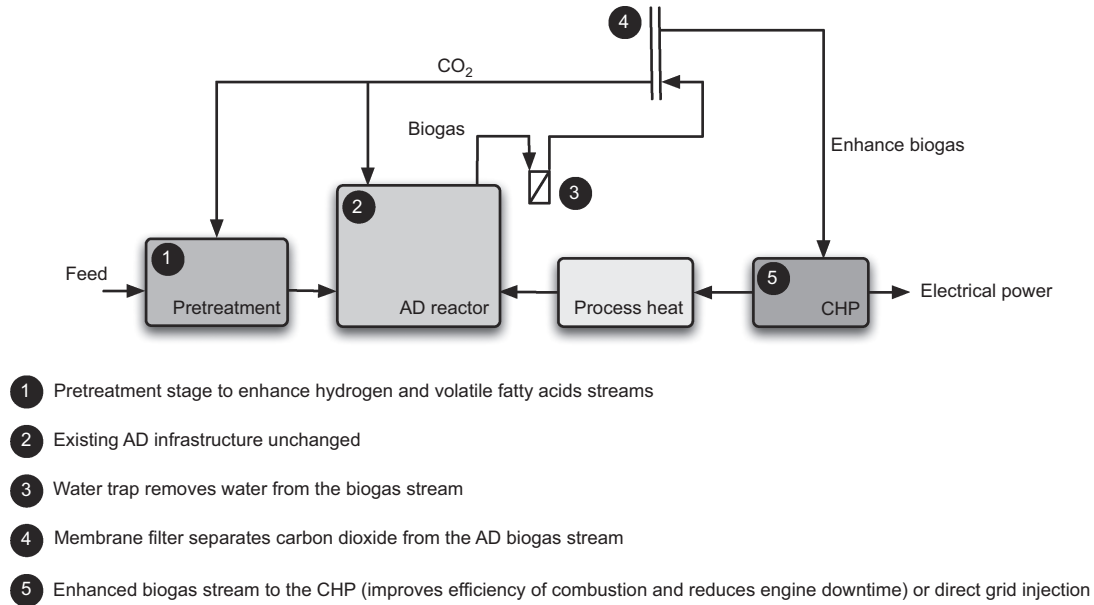 4
CO2
Biogas
Enhance biogas
3
2
1
Feed
5
Pretreatment
AD reactor
Process heat
CHP
Electrical power
1 Pretreatment stage to enhance hydrogen and volatile fatty acids streams
2 Existing AD infrastructure unchanged
3 Water trap removes water from the biogas stream
4 Membrane filter separates carbon dioxide from the AD biogas stream
5 Enhanced biogas stream to the CHP (improves efficiency of combustion and reduces engine downtime) or direct grid injection